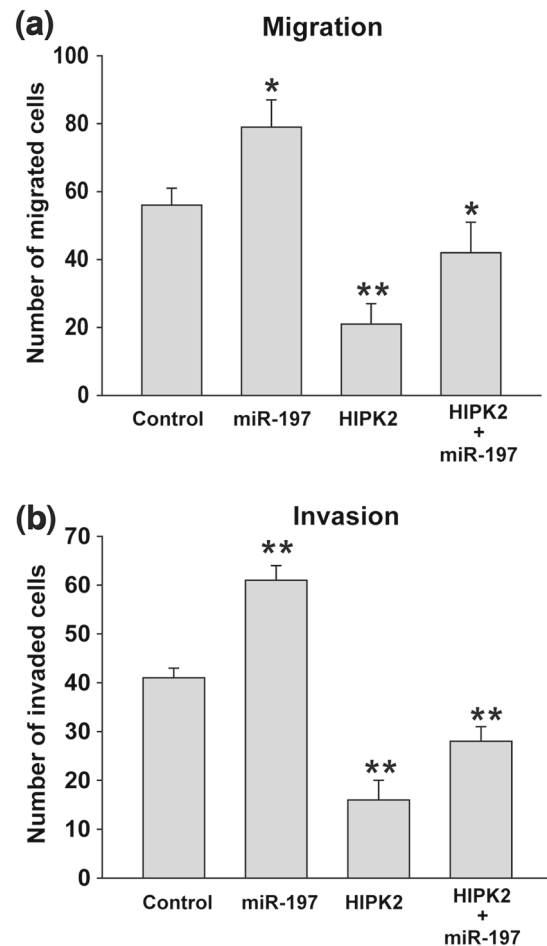 (a)
Migration
Number of migrated cells
100
80
60
40
20
0
*
**
*
Control
miR-197
HIPK2
HIPK2
+
miR-197
(b)
Invasion
Number of invaded cells
70
60
50
40
30
20
10
0
**
**
**
Control
miR-197
HIPK2
HIPK2
+
miR-197